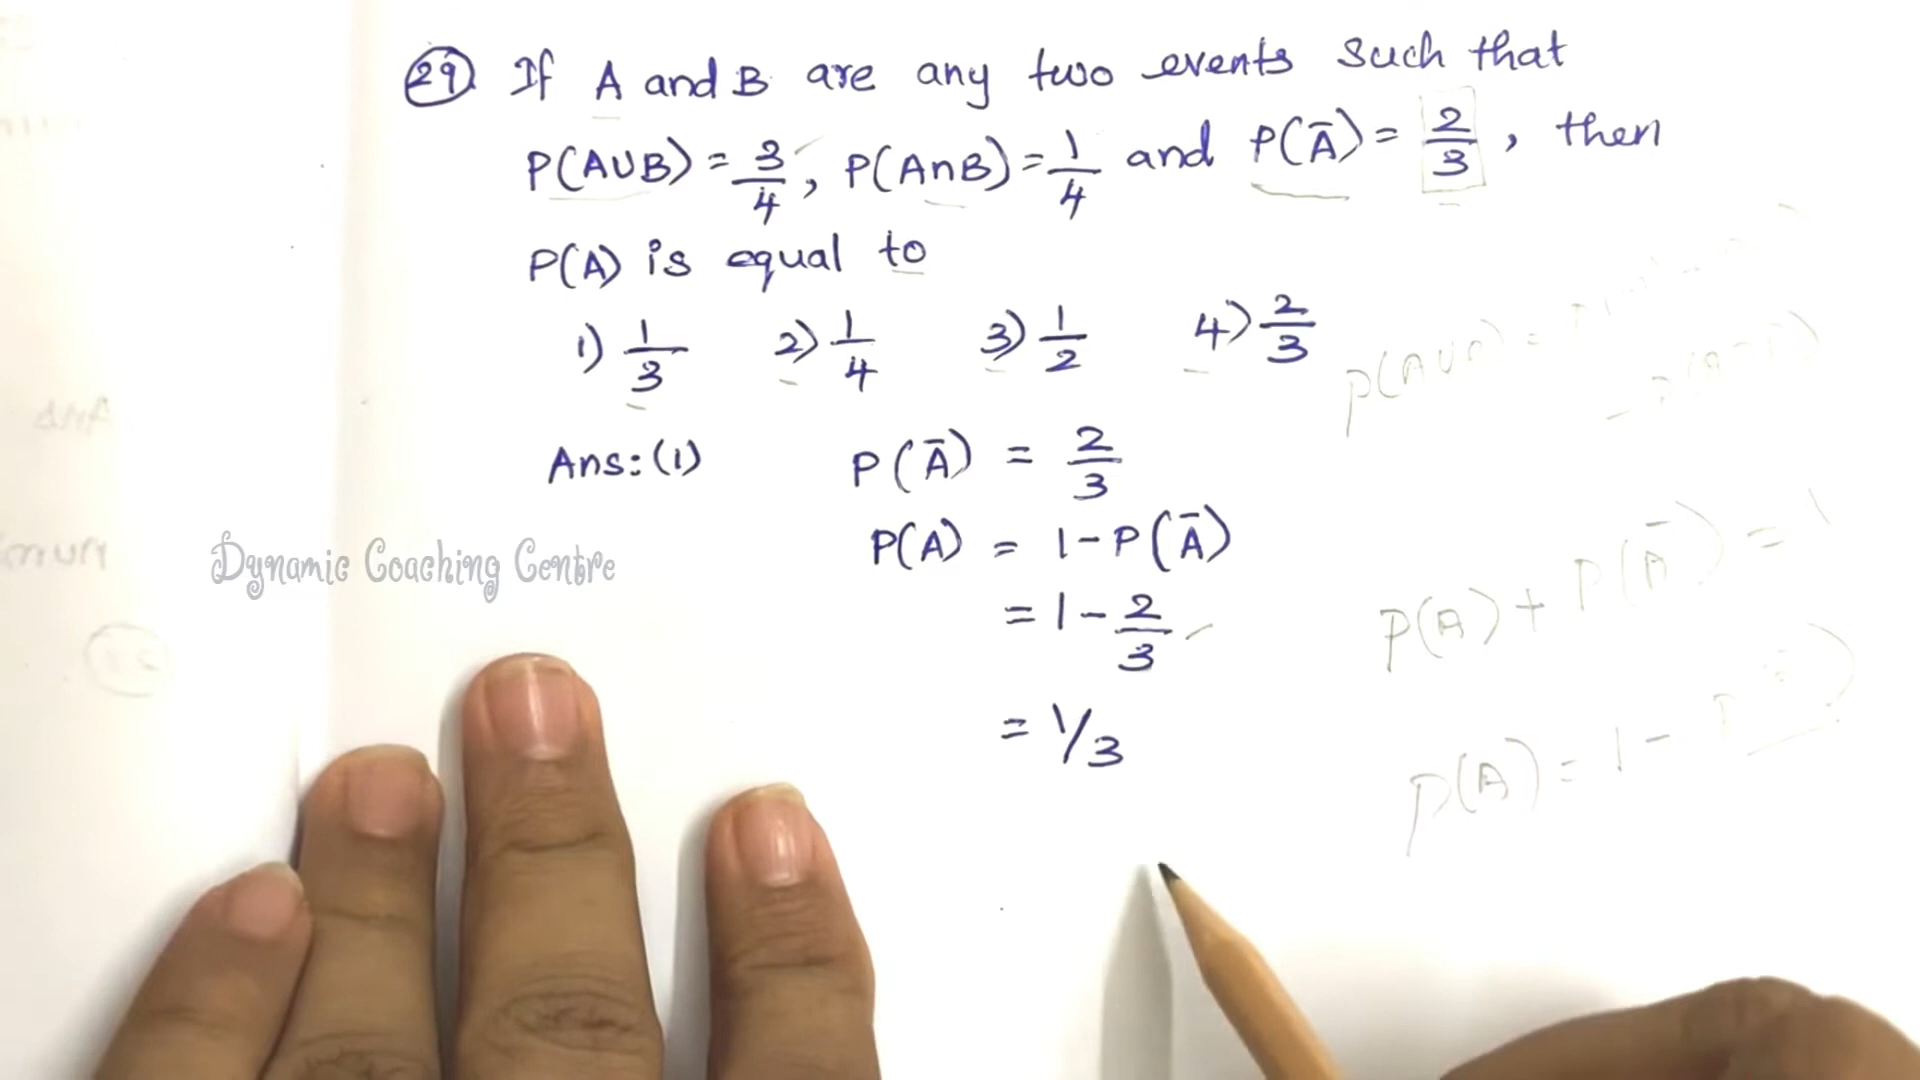 29 If A and B are any two events such that
P(A∪B) = 3/4, P(A∩B) = 1/4 and P(Ā) = 2/3, then
P(A) is equal to
1) 1/3 2) 1/4 3) 1/2 4) 2/3
Ans: (1) P(Ā) = 2/3
P(A) = 1 - P(Ā)
= 1 - 2/3
= 1/3
Dynamic Coaching Centre
P(A) + P(Ā) = 1
P(A) = 1 -